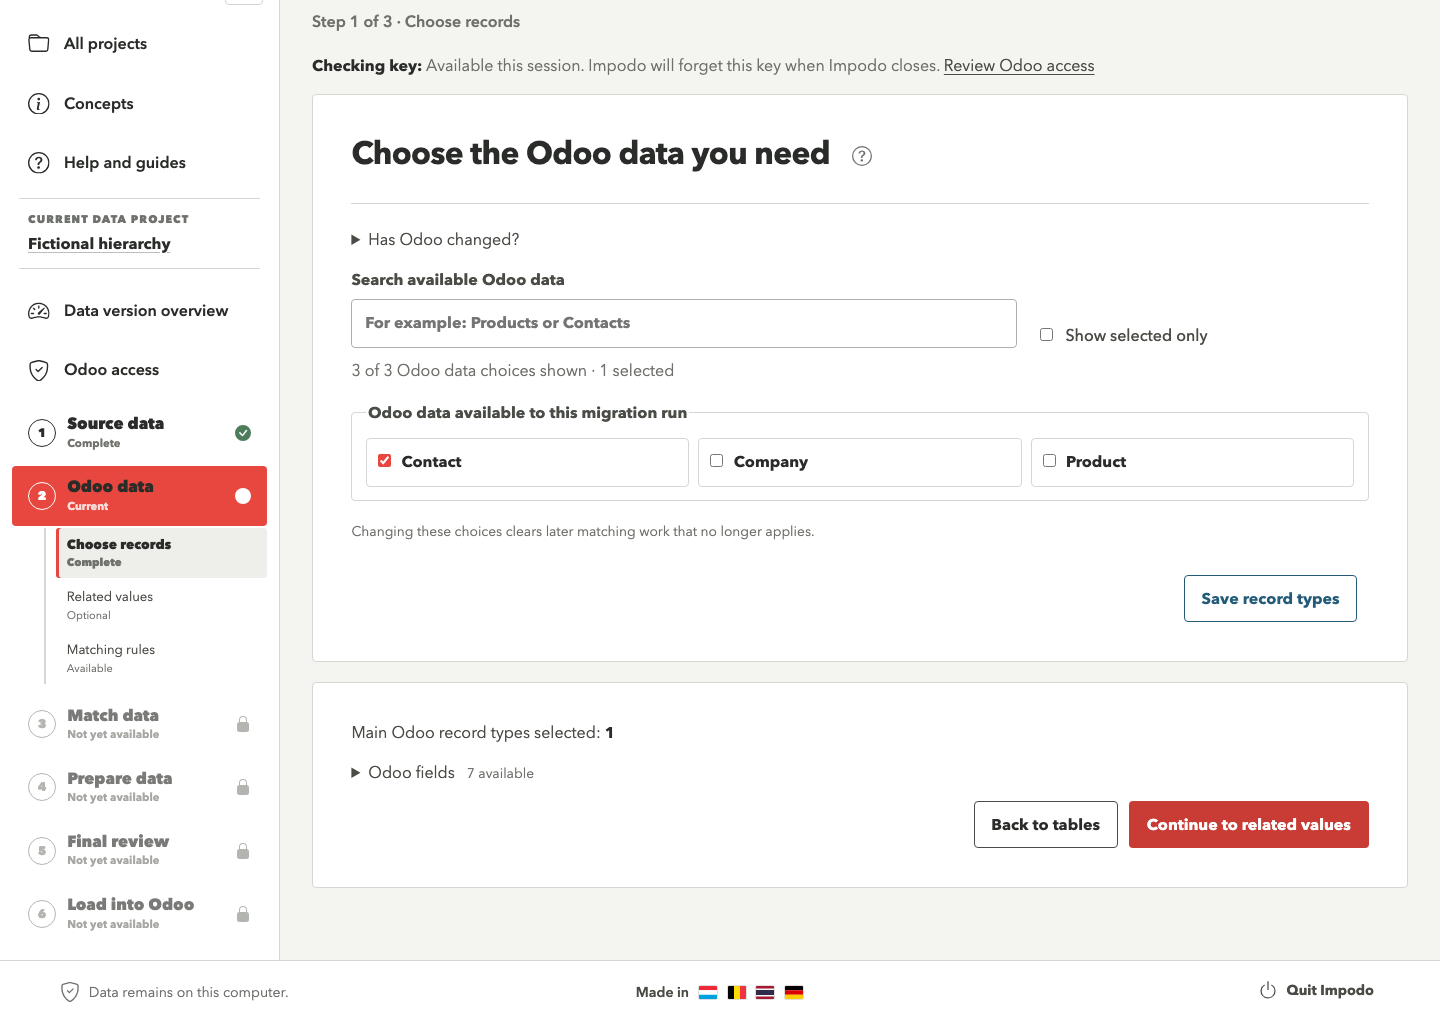 All projects
Concepts
Help and guides
CURRENT DATA PROJECT
Fictional hierarchy
Data version overview
Odoo access
1
Source data
Complete
2
Odoo data
Current
Choose records
Complete
Related values
Optional
Matching rules
Available
3
Match data
Not yet available
4
Prepare data
Not yet available
5
Final review
Not yet available
6
Load into Odoo
Not yet available
Step 1 of 3 · Choose records
Checking key: Available this session. Impodo will forget this key when Impodo closes. Review Odoo access
Choose the Odoo data you need ?
Has Odoo changed?
Search available Odoo data
For example: Products or Contacts
Show selected only
3 of 3 Odoo data choices shown · 1 selected
Odoo data available to this migration run
Contact
Company
Product
Changing these choices clears later matching work that no longer applies.
Save record types
Main Odoo record types selected: 1
Odoo fields 7 available
Back to tables
Continue to related values
Data remains on this computer.
Made in
Quit Impodo